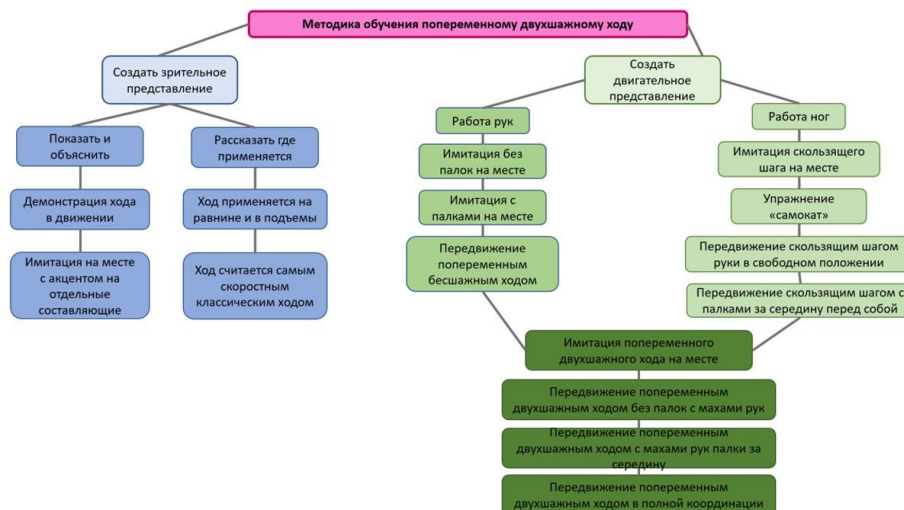 Методика обучения попеременному двухшажному ходу
Создать зрительное
представление
Показать и
объяснить
Демонстрация хода
в движении
Имитация на месте
с акцентом на
отдельные
составляющие
Рассказать где
применяется
Ход применяется на
равнине и в подъемы
Ход считается самым
скоростным
классическим ходом
Создать
двигательное
представление
Работа рук
Имитация без
палок на месте
Имитация с
палками на месте
Передвижение
попеременным
бесшажным ходом
Работа ног
Имитация скользящего
шага на месте
Упражнение
«самокат»
Передвижение скользящим шагом
руки в свободном положении
Передвижение скользящим шагом с
палками за середину перед собой
Имитация попеременного
двухшажного хода на месте
Передвижение попеременным
двухшажным ходом без палок с махами рук
Передвижение попеременным
двухшажным ходом с махами рук палки за
середину
Передвижение попеременным
двухшажным ходом в полной координации